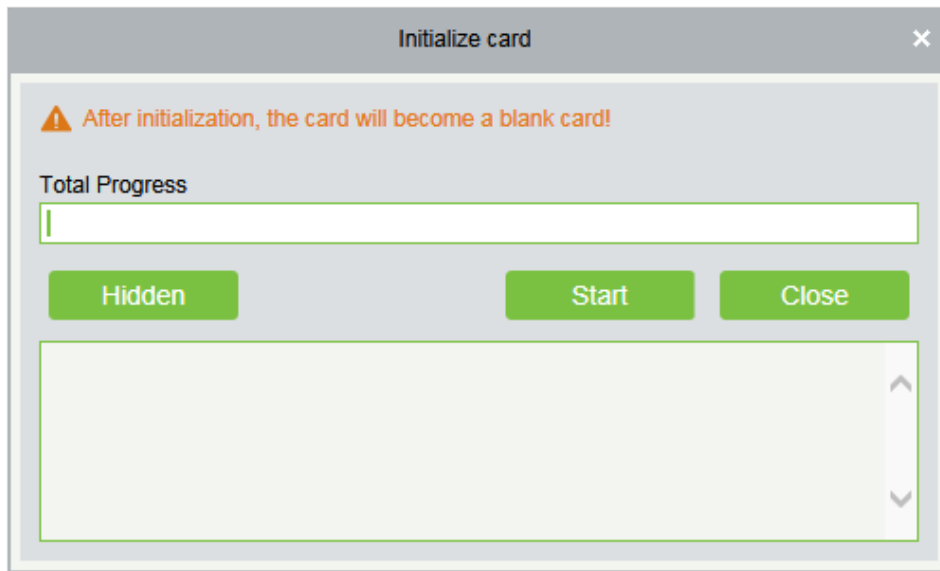 Initialize card
After initialization, the card will become a blank card!
Total Progress
Hidden Start Close